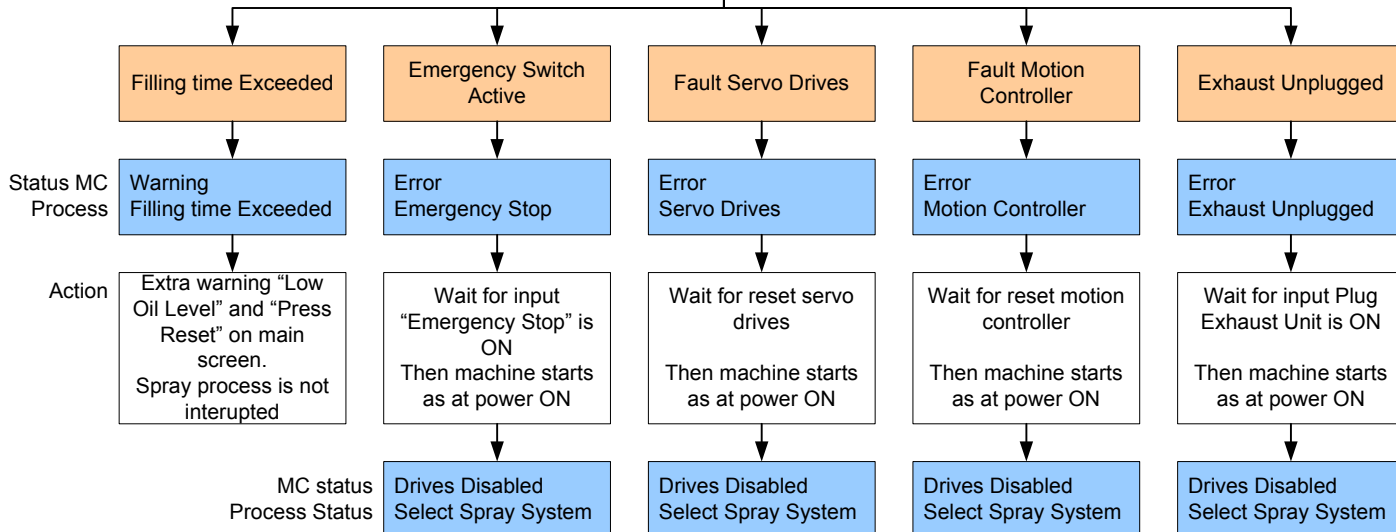 Filling time Exceeded
Emergency Switch
Active
Fault Servo Drives
Fault Motion
Controller
Exhaust Unplugged
Status MC
Process
Warning
Filling time Exceeded
Error
Emergency Stop
Error
Servo Drives
Error
Motion Controller
Error
Exhaust Unplugged
Action
Extra warning “Low
Oil Level” and “Press
Reset” on main
screen.
Spray process is not
interupted
Wait for input
“Emergency Stop” is
ON
Then machine starts
as at power ON
Wait for reset servo
drives
Then machine starts
as at power ON
Wait for reset motion
controller
Then machine starts
as at power ON
Wait for input Plug
Exhaust Unit is ON
Then machine starts
as at power ON
MC status
Process Status
Drives Disabled
Select Spray System
Drives Disabled
Select Spray System
Drives Disabled
Select Spray System
Drives Disabled
Select Spray System